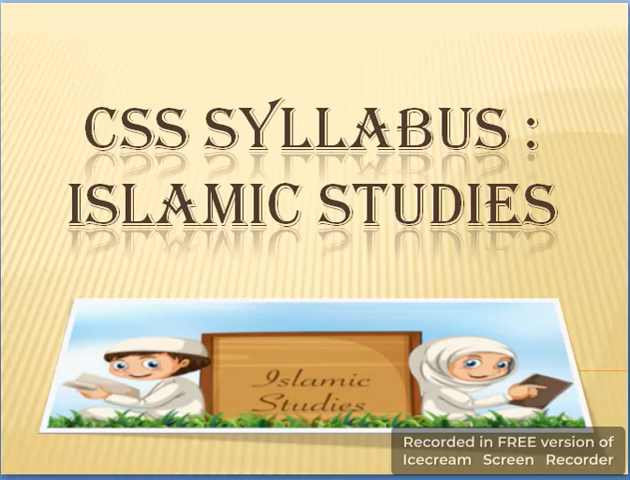 CSS SYLLABUS :
ISLAMIC STUDIES
Islamic
Studies
Recorded in FREE version of
Icecream Screen Recorder